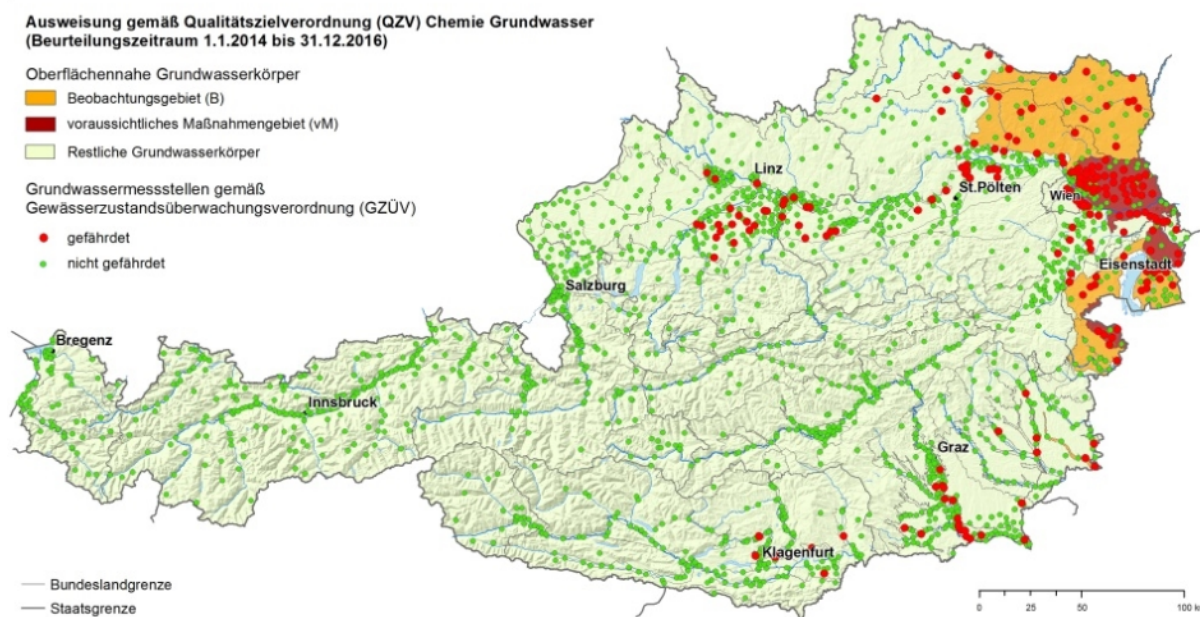 Ausweisung gemäß Qualitätszielverordnung (QZV) Chemie Grundwasser
(Beurteilungszeitraum 1.1.2014 bis 31.12.2016)
Oberflächennahe Grundwasserkörper
Beobachtungsgebiet (B)
voraussichtliches Maßnahmengebiet (vM)
Restliche Grundwasserkörper
Grundwassermessstellen gemäß
Gewässerzustandsüberwachungsverordnung (GZÜV)
gefährdet
nicht gefährdet
Linz
St.Pölten
Wien
Eisenstadt
Salzburg
Bregenz
Innsbruck
Graz
Klagenfurt
Bundeslandgrenze
Staatsgrenze
0 25 50 100 km